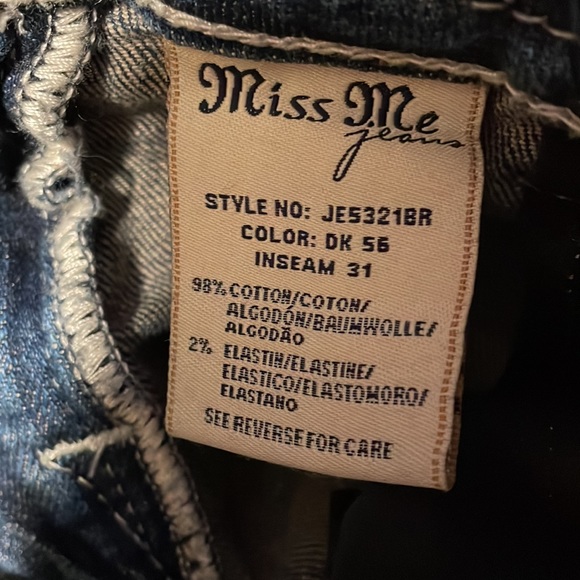 Miss Me
jeans
STYLE NO: JE5321BR
COLOR: DK 56
INSEAM 31
98% COTTON/COTON/
ALGODÓN/BAUMWOLLE/
ALGODÃO
2% ELASTIN/ELASTINE/
ELASTICO/ELASTOMORO/
ELASTANO
SEE REVERSE FOR CARE